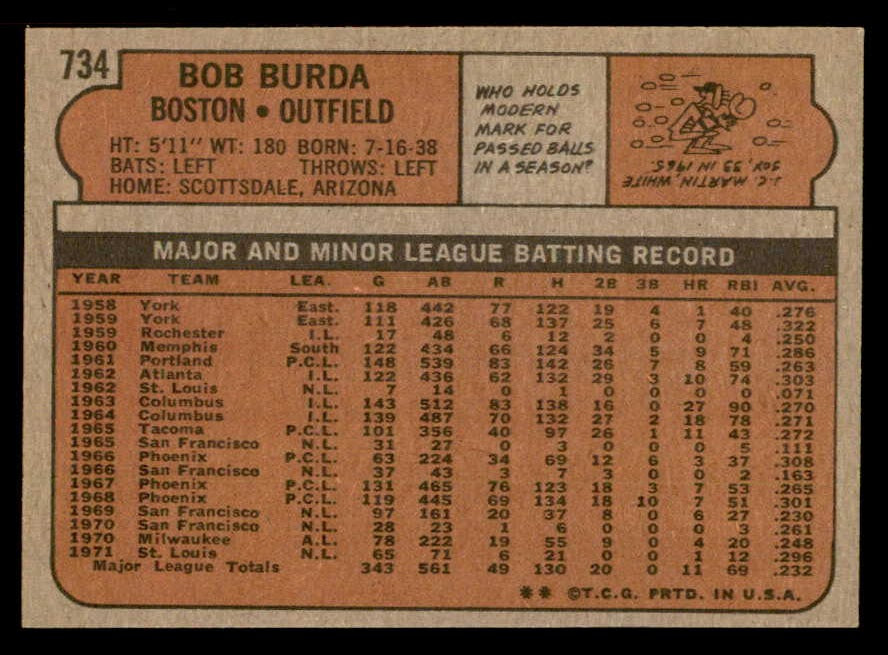 734
BOB BURDA
BOSTON • OUTFIELD
HT: 5'11" WT: 180 BORN: 7-16-38
BATS: LEFT THROWS: LEFT
HOME: SCOTTSDALE, ARIZONA
WHO HOLDS
MODERN
MARK FOR
PASSED BALLS
IN A SEASON?
J.C. MARTIN, WHITE
SOX, 33 IN 1965.
MAJOR AND MINOR LEAGUE BATTING RECORD
YEAR TEAM LEA. G AB R H 2B 3B HR RBI AVG.
1958 York East. 118 442 77 122 19 4 1 40 .276
1959 York East. 111 426 68 137 25 6 7 48 .322
1959 Rochester I.L. 17 48 6 12 2 0 0 4 .250
1960 Memphis South 122 434 66 124 34 5 9 71 .286
1961 Portland P.C.L. 148 539 83 142 26 7 8 59 .263
1962 Atlanta I.L. 122 436 62 132 29 3 10 74 .303
1962 St. Louis N.L. 7 14 0 1 0 0 0 0 .071
1963 Columbus I.L. 143 512 83 138 16 0 27 90 .270
1964 Columbus I.L. 139 487 70 132 27 2 18 78 .271
1965 Tacoma P.C.L. 101 356 40 97 26 1 11 43 .272
1965 San Francisco N.L. 31 27 0 3 0 0 0 5 .111
1966 Phoenix P.C.L. 63 224 34 69 12 6 3 37 .308
1966 San Francisco N.L. 37 43 3 7 3 0 0 2 .163
1967 Phoenix P.C.L. 131 465 76 123 18 3 7 53 .265
1968 Phoenix P.C.L. 119 445 69 134 18 10 7 51 .301
1969 San Francisco N.L. 97 161 20 37 8 0 6 27 .230
1970 San Francisco N.L. 28 23 1 6 0 0 0 3 .261
1970 Milwaukee A.L. 78 222 19 55 9 0 4 20 .248
1971 St. Louis N.L. 65 71 6 21 0 0 1 12 .296
Major League Totals 343 561 49 130 20 0 11 69 .232
** ©T.C.G. PRTD. IN U.S.A.